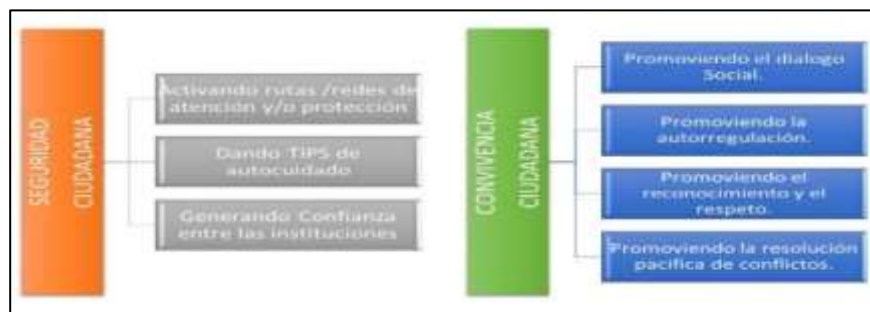 SEGURIDAD
CIUDADANA
Activando rutas /redes de
atención y/o protección
Dando TIPS de
autocuidado
Generando Confianza
entre las instituciones
CONVIVENCIA
CIUDADANA
Promoviendo el dialogo
Social.
Promoviendo la
autorregulación.
Promoviendo el
reconocimiento y el
respeto.
Promoviendo la resolución
pacifica de conflictos.